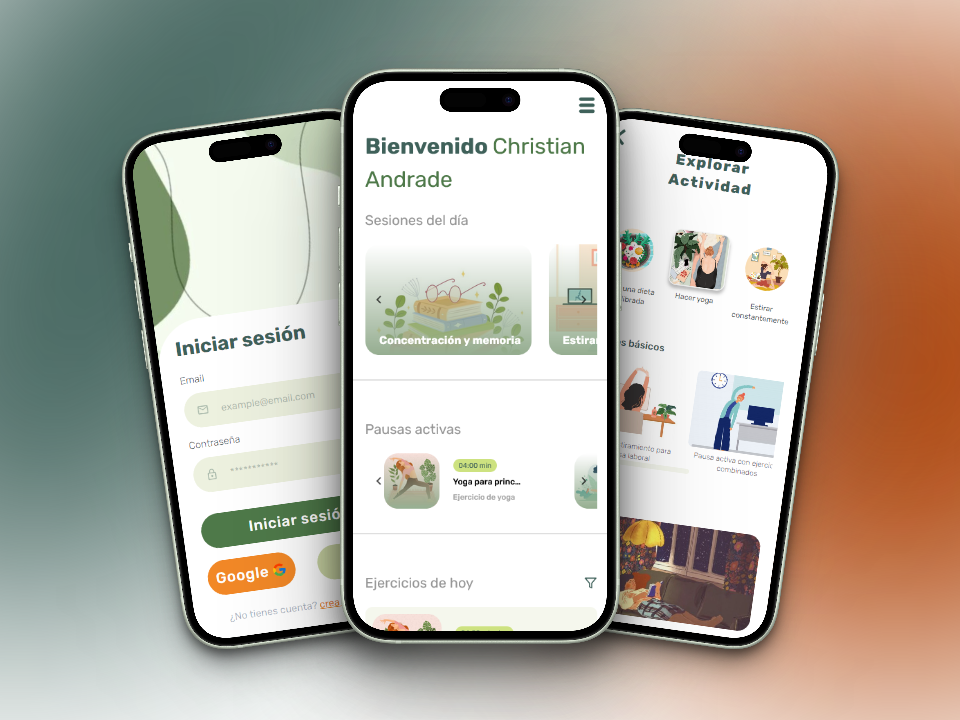 Iniciar sesión
Email
example@email.com
Contraseña
Iniciar sesió
Google
¿No tienes cuenta? crea
Bienvenido Christian
Andrade
Sesiones del día
Concentración y memoria
Estira
Pausas activas
04:00 min
Yoga para princ...
Ejercicio de yoga
Ejercicios de hoy
Explorar
Actividad
una dieta
librada
Hacer yoga
Estirar
constantemente
s básicos
tiramiento para
sa laboral
Pausa activa con ejercic
combinados